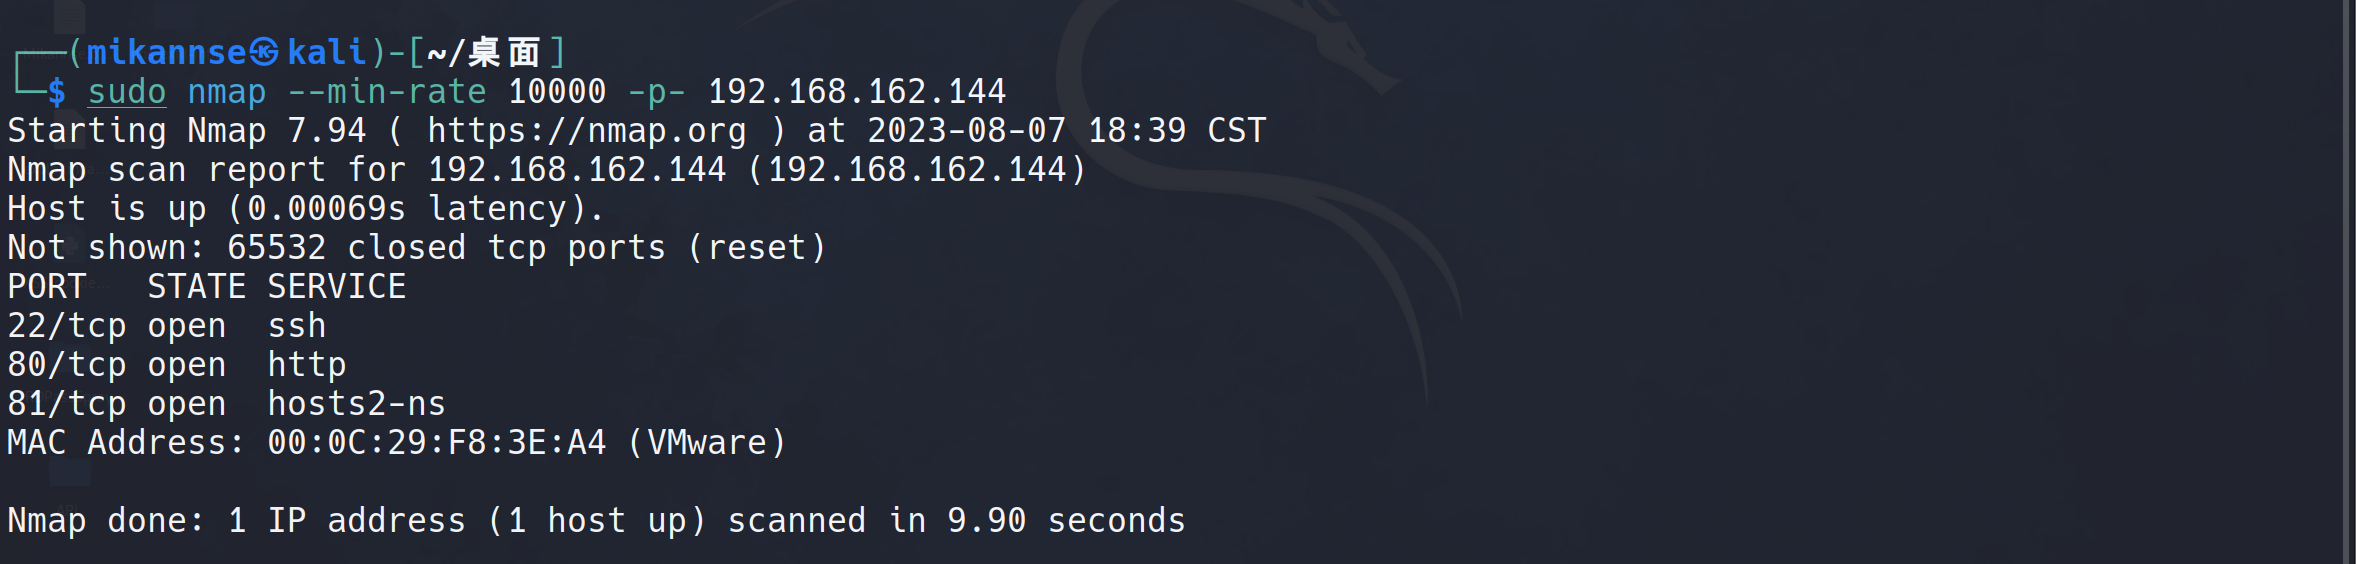 ┌──(mikannse㉿kali)-[~/桌面]
└─$ sudo nmap --min-rate 10000 -p- 192.168.162.144
Starting Nmap 7.94 ( https://nmap.org ) at 2023-08-07 18:39 CST
Nmap scan report for 192.168.162.144 (192.168.162.144)
Host is up (0.00069s latency).
Not shown: 65532 closed tcp ports (reset)
PORT   STATE SERVICE
22/tcp open  ssh
80/tcp open  http
81/tcp open  hosts2-ns
MAC Address: 00:0C:29:F8:3E:A4 (VMware)
Nmap done: 1 IP address (1 host up) scanned in 9.90 seconds